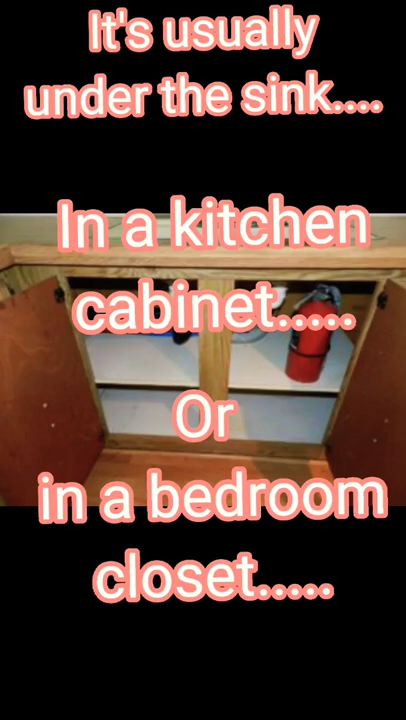 It's usually
under the sink....
In a kitchen
cabinet.....
Or
in a bedroom
closet.....